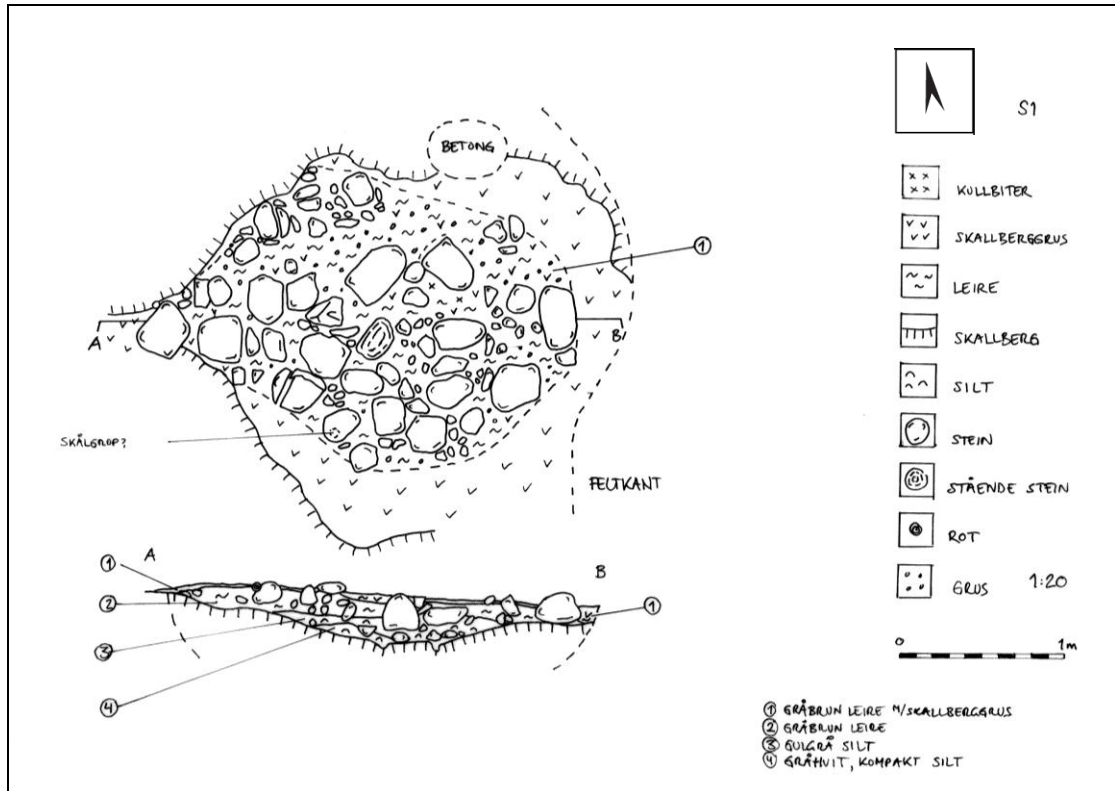 S1
BETONG
KULLBITER
SKALLBERGGRUS
LEIRE
SKALLBERG
SILT
STEIN
STÅENDE STEIN
ROT
GRUS 1:20
0 1m
1
A
B
SKÅLGROP?
FELTKANT
A
B
1
2
1
3
4
① GRÅBRUN LEIRE M/SKALLBERGGRUS
② GRÅBRUN LEIRE
③ GULGRÅ SILT
④ GRÅHVIT, KOMPAKT SILT